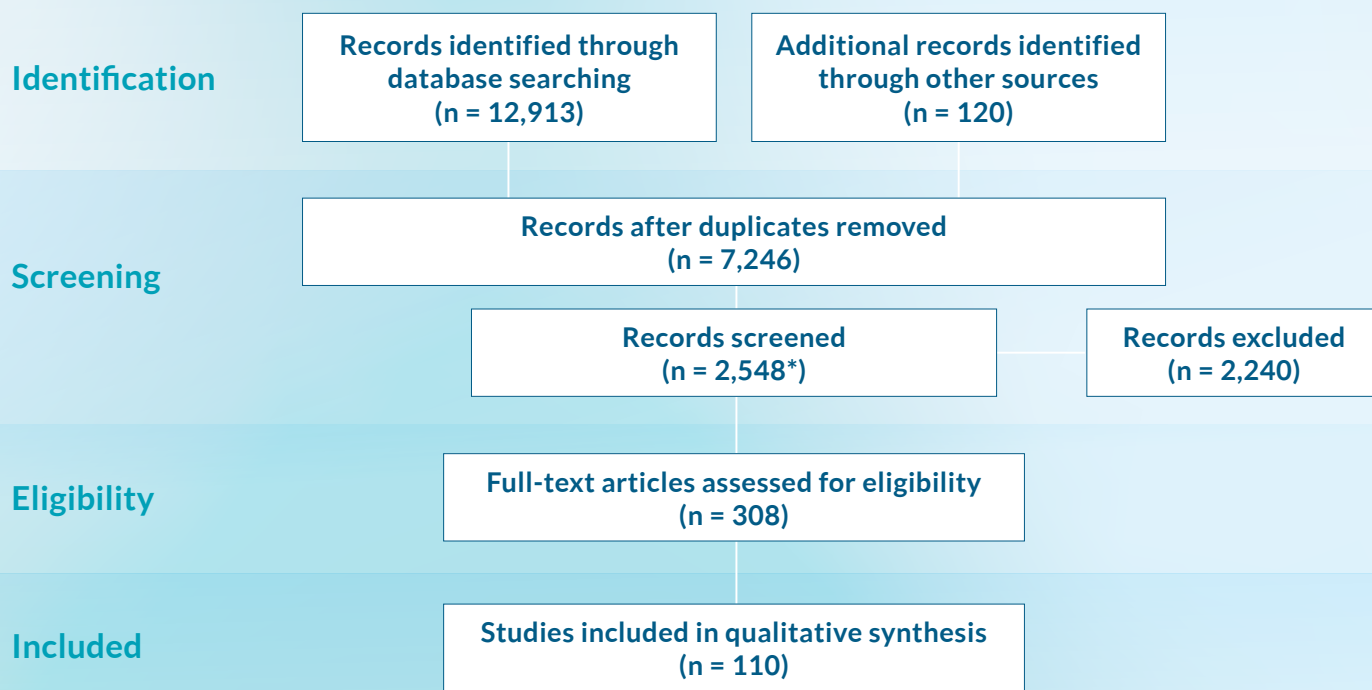 Identification
Records identified through
database searching
(n = 12,913)
Additional records identified
through other sources
(n = 120)
Screening
Records after duplicates removed
(n = 7,246)
Records screened
(n = 2,548*)
Records excluded
(n = 2,240)
Eligibility
Full-text articles assessed for eligibility
(n = 308)
Included
Studies included in qualitative synthesis
(n = 110)